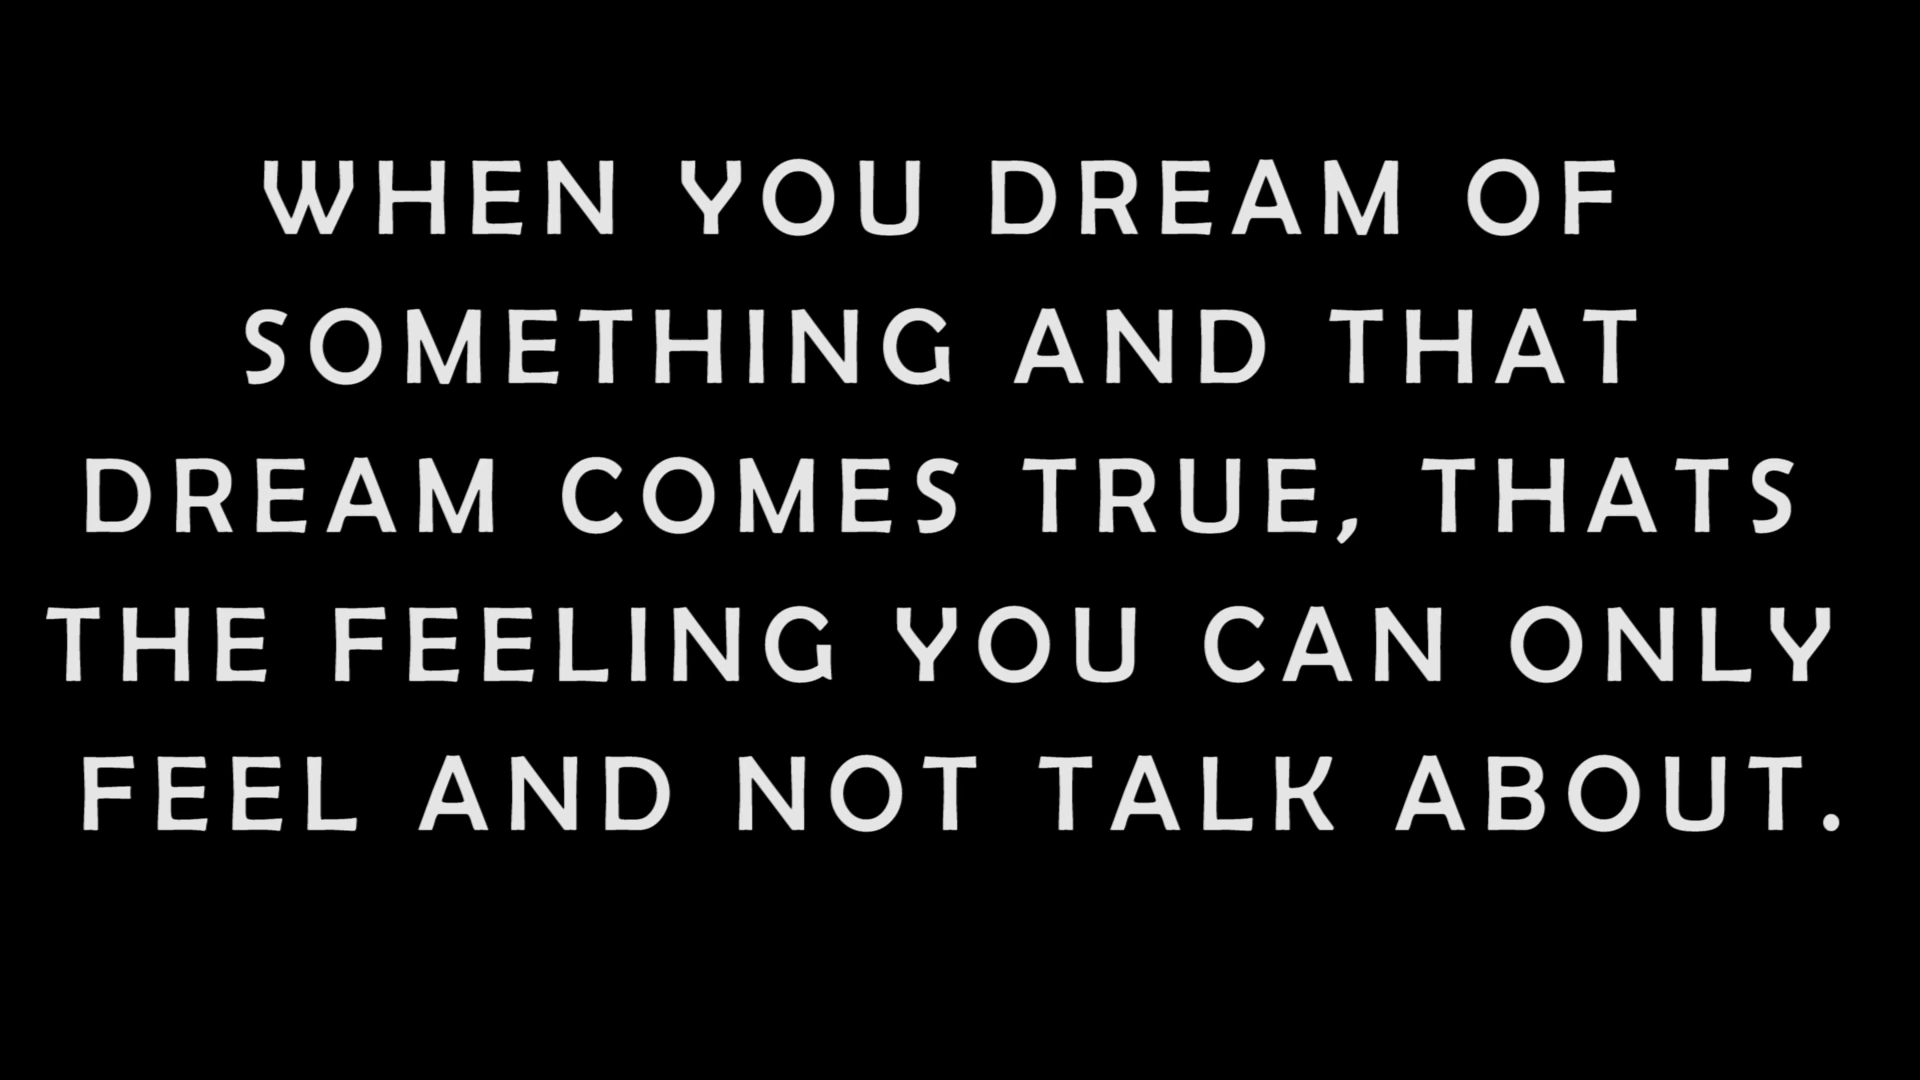 WHEN YOU DREAM OF
SOMETHING AND THAT
DREAM COMES TRUE, THATS
THE FEELING YOU CAN ONLY
FEEL AND NOT TALK ABOUT.